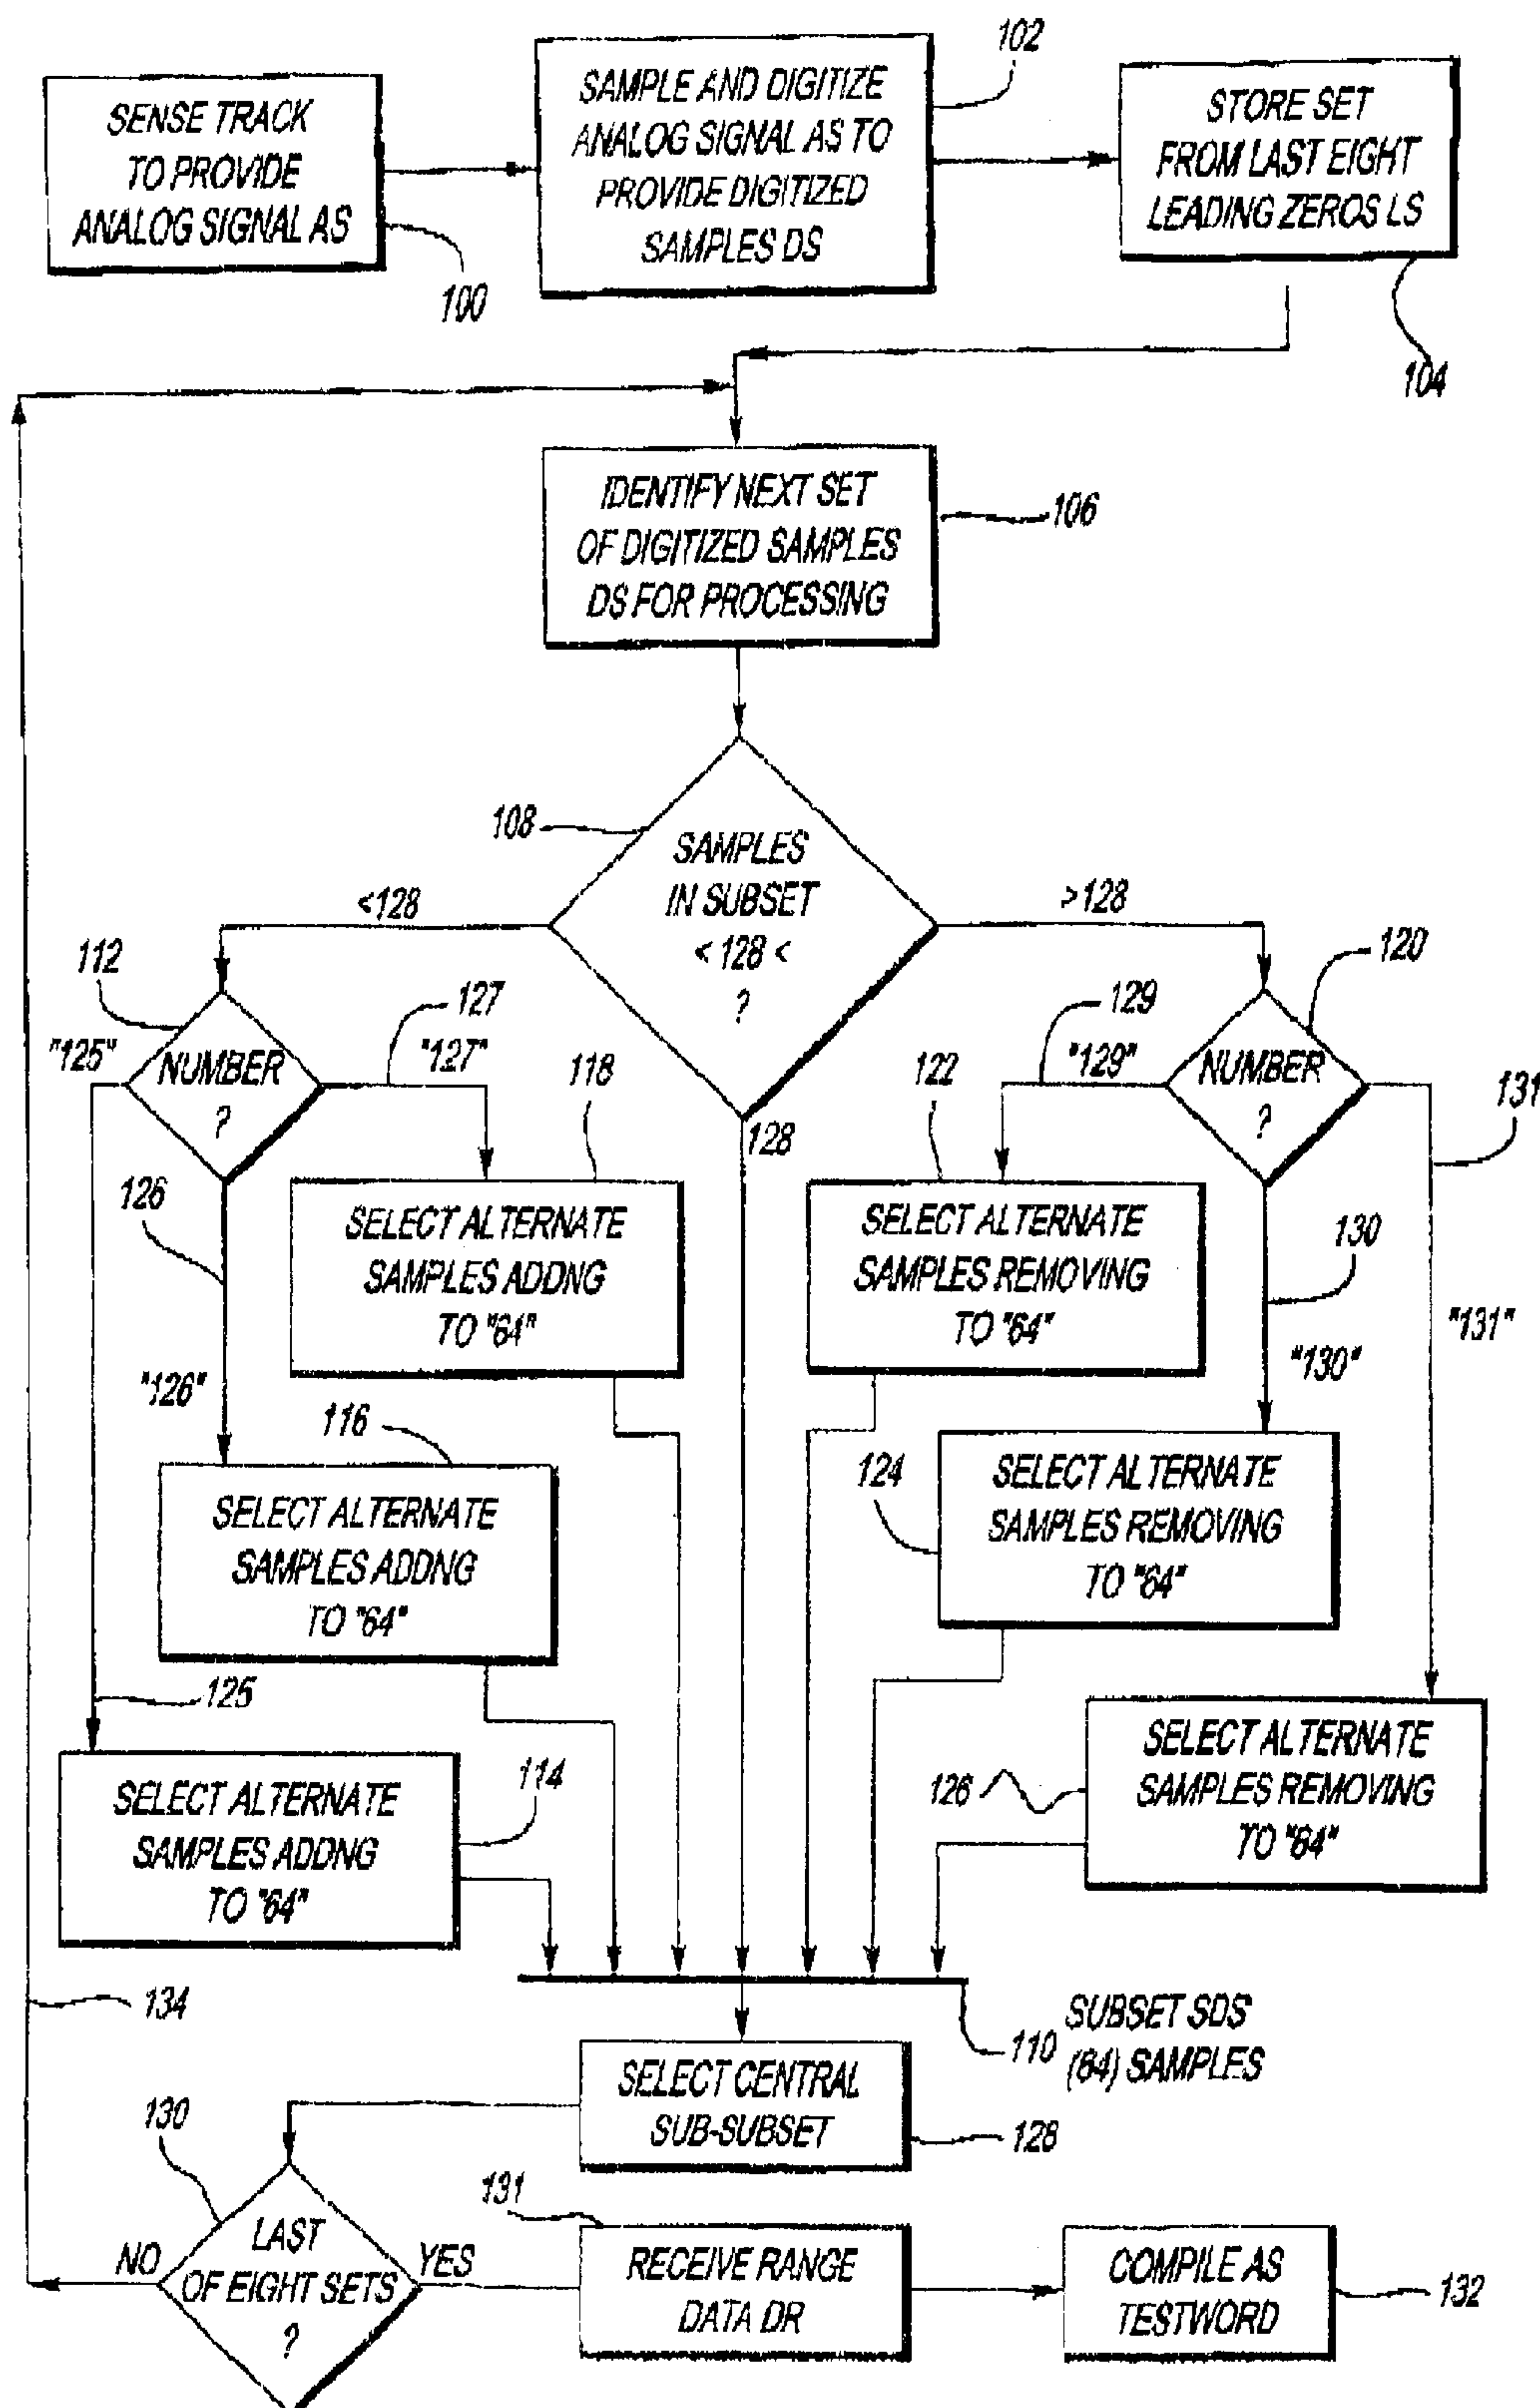 102
SENSE TRACK
TO PROVIDE
ANALOG SIGNAL AS
100
SAMPLE AND DIGITIZE
ANALOG SIGNAL AS TO
PROVIDE DIGITIZED
SAMPLES DS
STORE SET
FROM LAST EIGHT
LEADING ZEROS LS
104
IDENTIFY NEXT SET
OF DIGITIZED SAMPLES
DS FOR PROCESSING
106
108
SAMPLES
IN SUBSET
< 128 <
?
<128
>128
112
"125"
NUMBER
?
127
"127"
118
128
120
129
"129"
122
NUMBER
?
131
126
"126"
SELECT ALTERNATE
SAMPLES ADDNG
TO "64"
SELECT ALTERNATE
SAMPLES REMOVING
TO "64"
130
"130"
"131"
116
SELECT ALTERNATE
SAMPLES ADDNG
TO "64"
124
SELECT ALTERNATE
SAMPLES REMOVING
TO "64"
125
SELECT ALTERNATE
SAMPLES ADDNG
TO "64"
114
126
SELECT ALTERNATE
SAMPLES REMOVING
TO "64"
134
110
SUBSET SDS
(64) SAMPLES
SELECT CENTRAL
SUB-SUBSET
128
130
LAST
OF EIGHT SETS
?
NO
YES
131
RECEIVE RANGE
DATA DR
COMPILE AS
TESTWORD
132